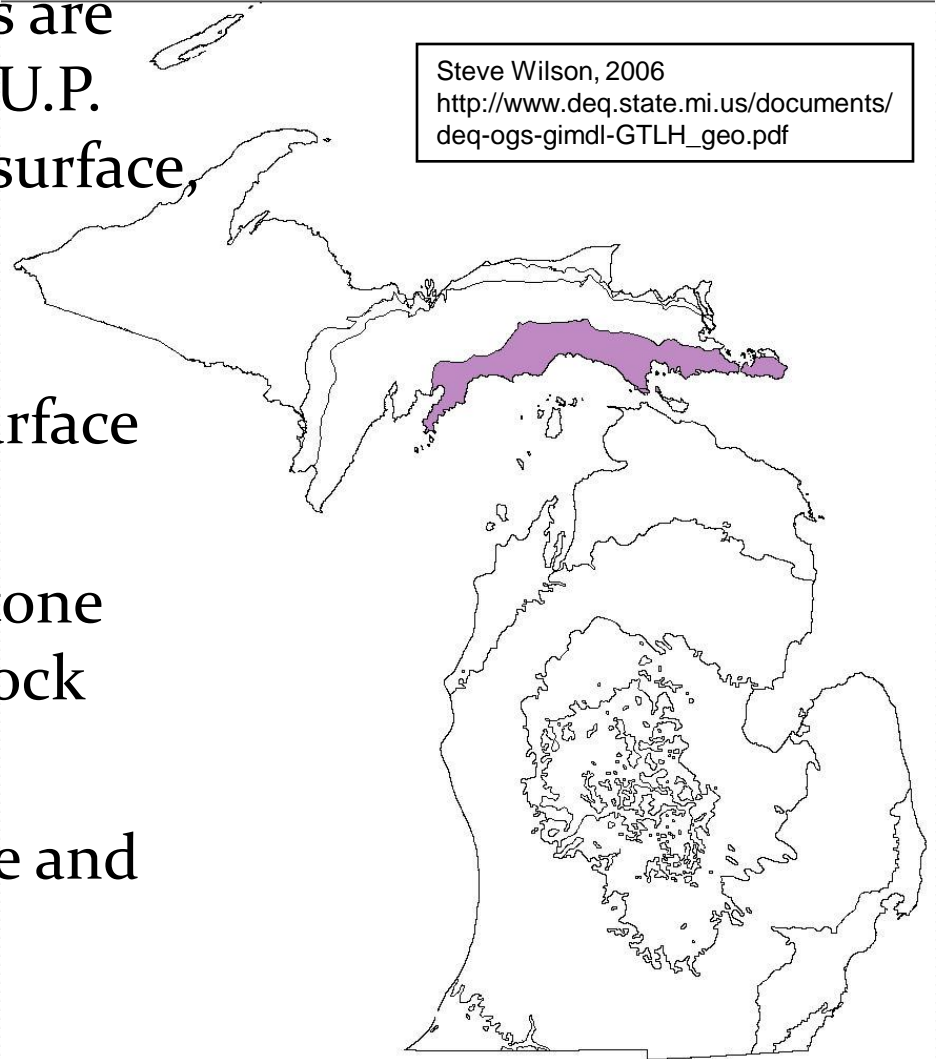 s are
U.P.
surface,
urface
one
ock
e and
Steve Wilson, 2006
http://www.deq.state.mi.us/documents/
deq-ogs-gimdl-GTLH_geo.pdf